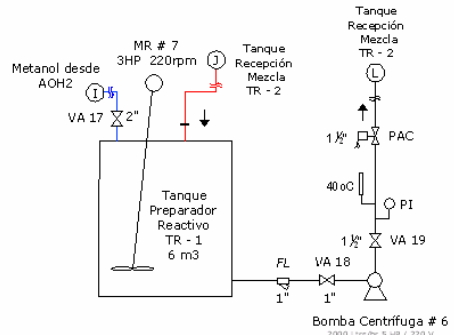 MR # 7
3HP 220rpm
Metanol desde
AOH2
I
VA 17
2"
J
Tanque
Recepción
Mezcla
TR - 2
Tanque
Preparador
Reactivo
TR - 1
6 m3
Tanque
Recepción
Mezcla
TR - 2
L
1 ½"
PAC
40 oC
PI
1 ½"
VA 19
FL
1"
VA 18
1"
Bomba Centrífuga # 6